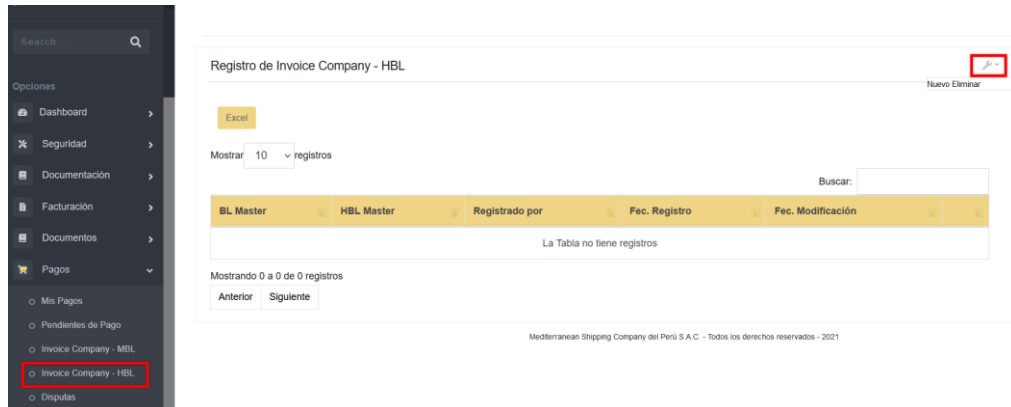 Search...
Opciones
Dashboard
Seguridad
Documentación
Facturación
Documentos
Pagos
Mis Pagos
Pendientes de Pago
Invoice Company - MBL
Invoice Company - HBL
Disputas
Registro de Invoice Company - HBL
Nuevo Eliminar
Excel
Mostrar 10 registros
Buscar:
BL Master HBL Master Registrado por Fec. Registro Fec. Modificación
La Tabla no tiene registros
Mostrando 0 a 0 de 0 registros
Anterior Siguiente
Mediterranean Shipping Company del Perú S.A.C. - Todos los derechos reservados - 2021